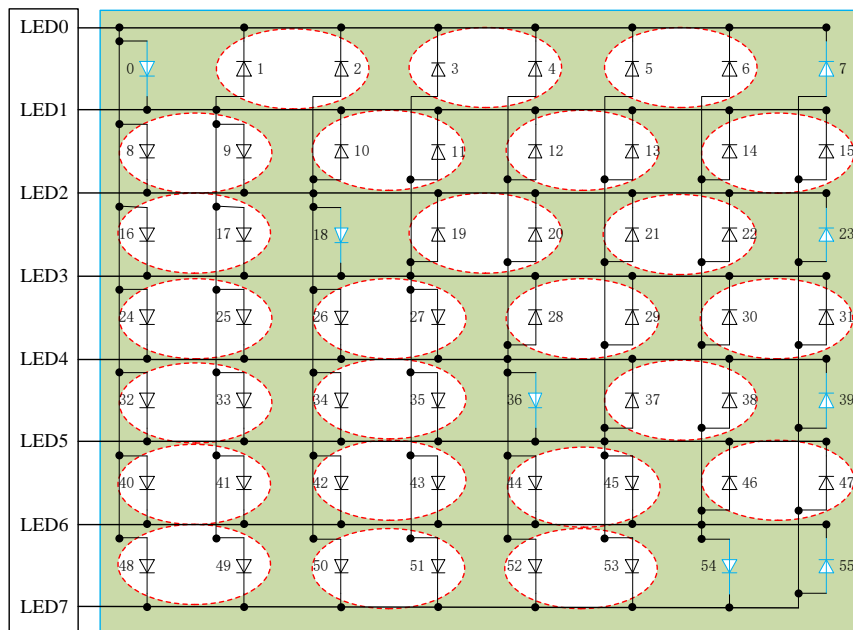 LED0
0 1 2 3 4 5 6 7
LED1
8 9 10 11 12 13 14 15
LED2
16 17 18 19 20 21 22 23
LED3
24 25 26 27 28 29 30 31
LED4
32 33 34 35 36 37 38 39
LED5
40 41 42 43 44 45 46 47
LED6
48 49 50 51 52 53 54 55
LED7